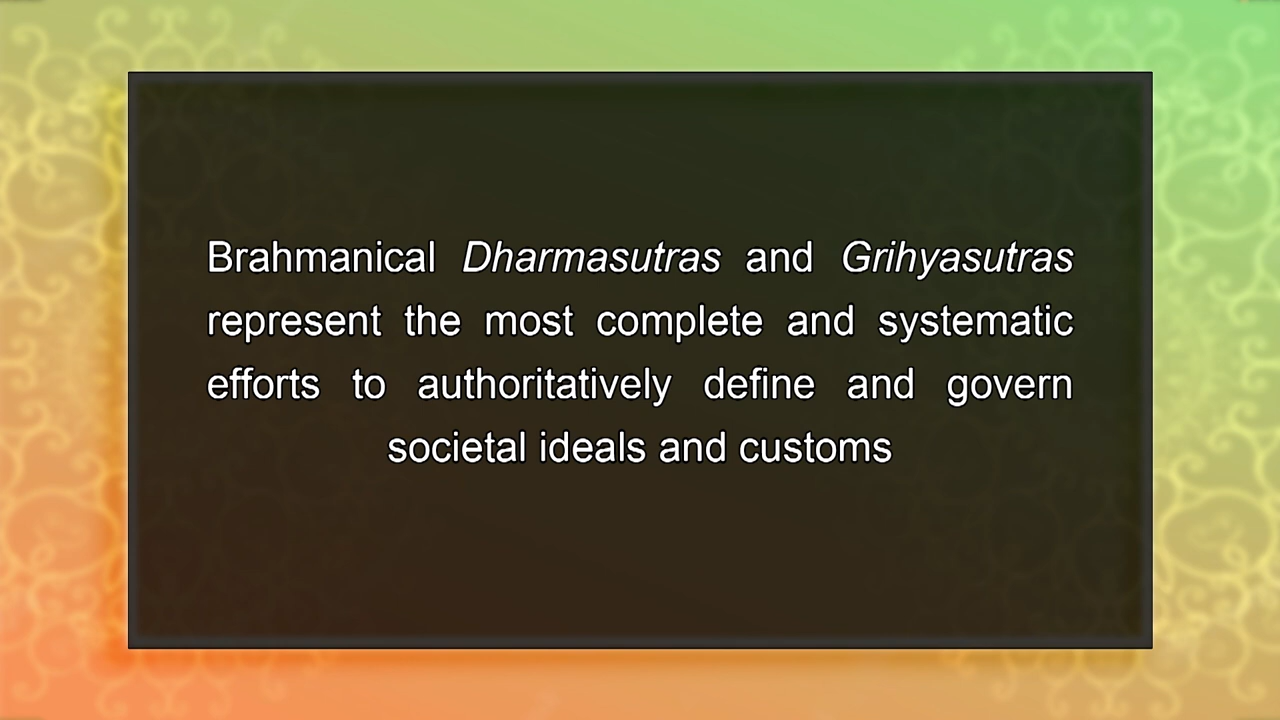 Brahmanical Dharmasutras and Grihyasutras
represent the most complete and systematic
efforts to authoritatively define and govern
societal ideals and customs